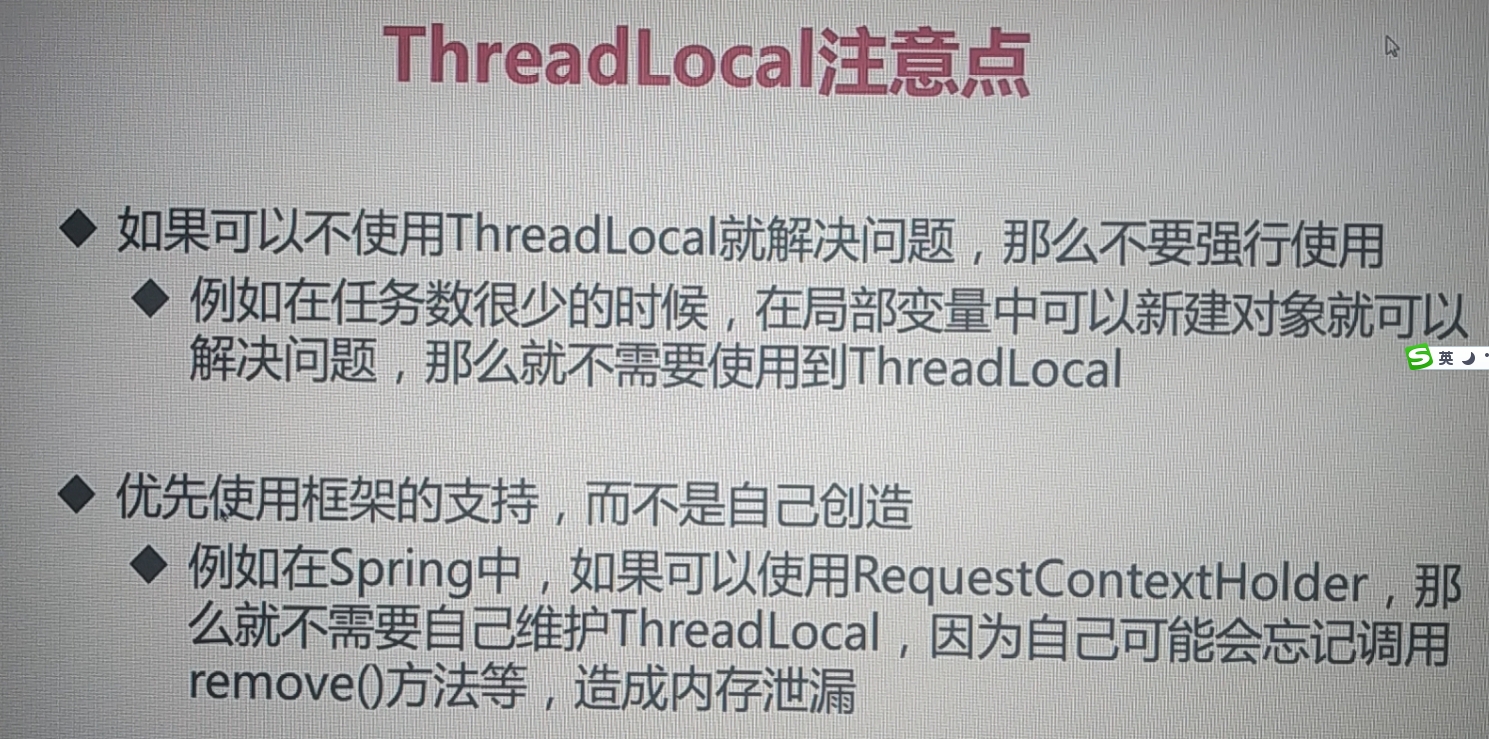 ThreadLocal注意点
◆ 如果可以不使用ThreadLocal就解决问题，那么不要强行使用
◆ 例如在任务数很少的时候，在局部变量中可以新建对象就可以
解决问题，那么就不需要使用到ThreadLocal
英
◆ 优先使用框架的支持，而不是自己创造
◆ 例如在Spring中，如果可以使用RequestContextHolder，那
么就不需要自己维护ThreadLocal，因为自己可能会忘记调用
remove()方法等，造成内存泄漏